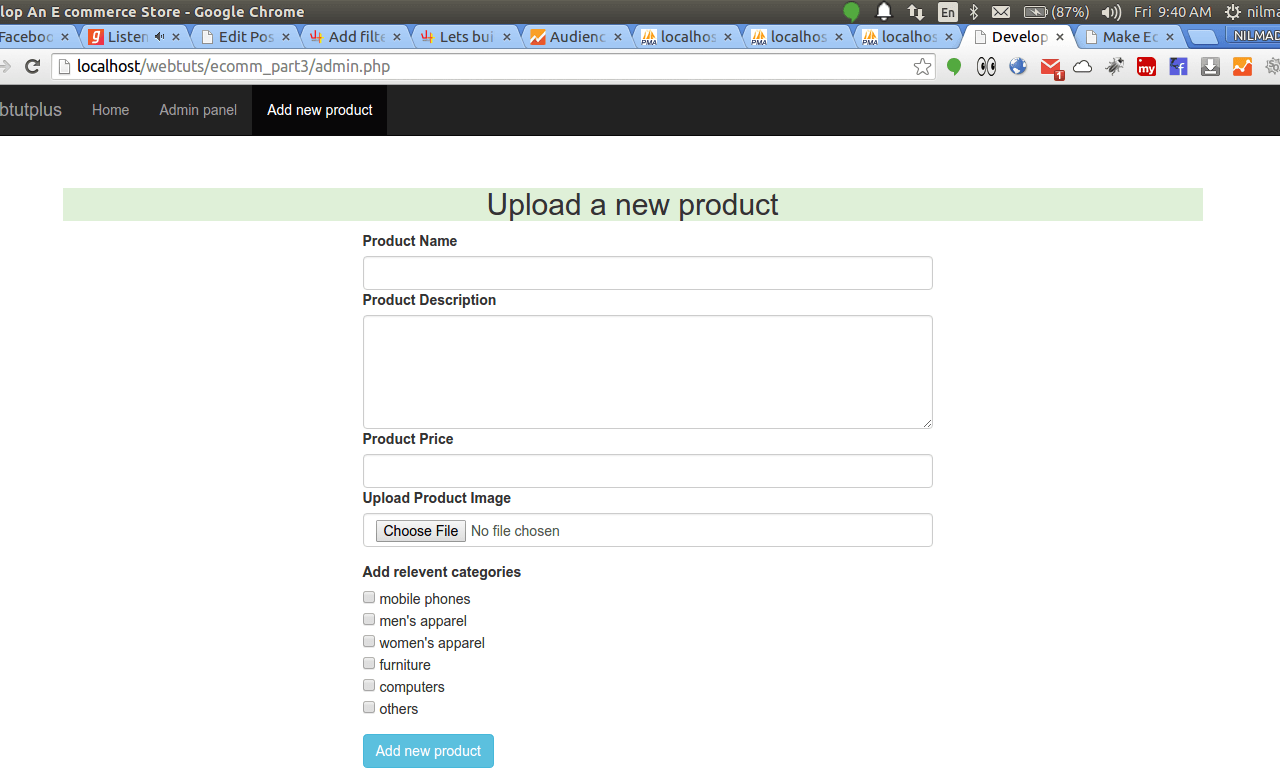 lop An E commerce Store - Google Chrome
En (87%) Fri 9:40 AM nilma
Faceboc × Listen × Edit Pos × Add filte × Lets bui × Audienc × localhos × localhos × localhos × Develop × Make Ec × NILMAD
localhost/webtuts/ecomm_part3/admin.php
1 my f
btutplus Home Admin panel Add new product
Upload a new product
Product Name
Product Description
Product Price
Upload Product Image
Choose File No file chosen
Add relevent categories
mobile phones
men's apparel
women's apparel
furniture
computers
others
Add new product